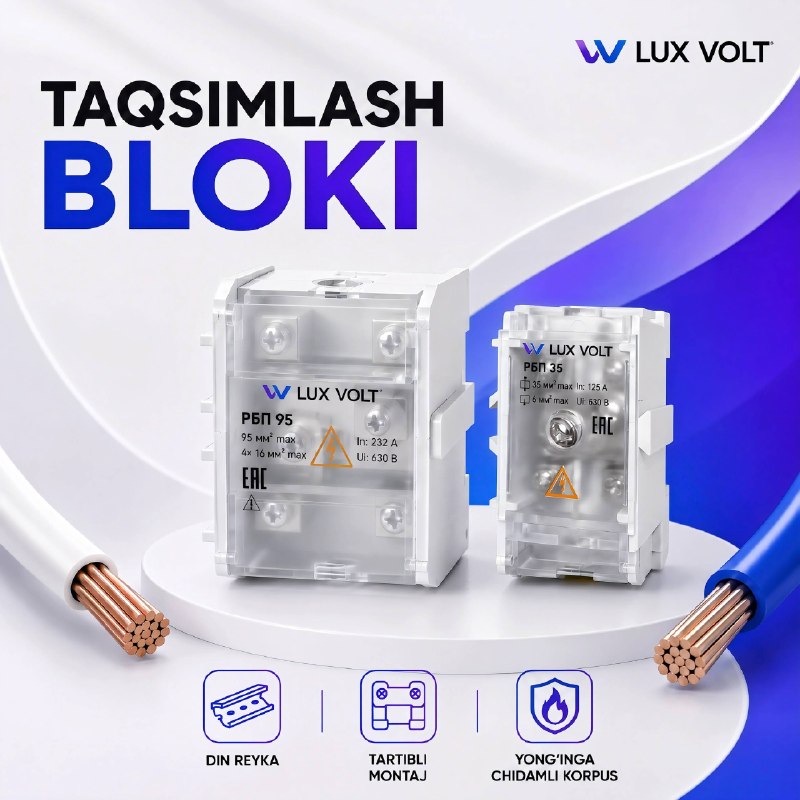 LUX VOLT
TAQSIMLASH
BLOKI
LUX VOLT
РБП 95
95 мм² max
4× 16 мм² max
In: 232 A
Ui: 630 B
EAC
LUX VOLT
РБП 35
35 мм² max In: 125 A
6 мм² max Ui: 630 B
EAC
DIN REYKA
TARTIBLI
MONTAJ
YONG'INGA
CHIDAMLI KORPUS